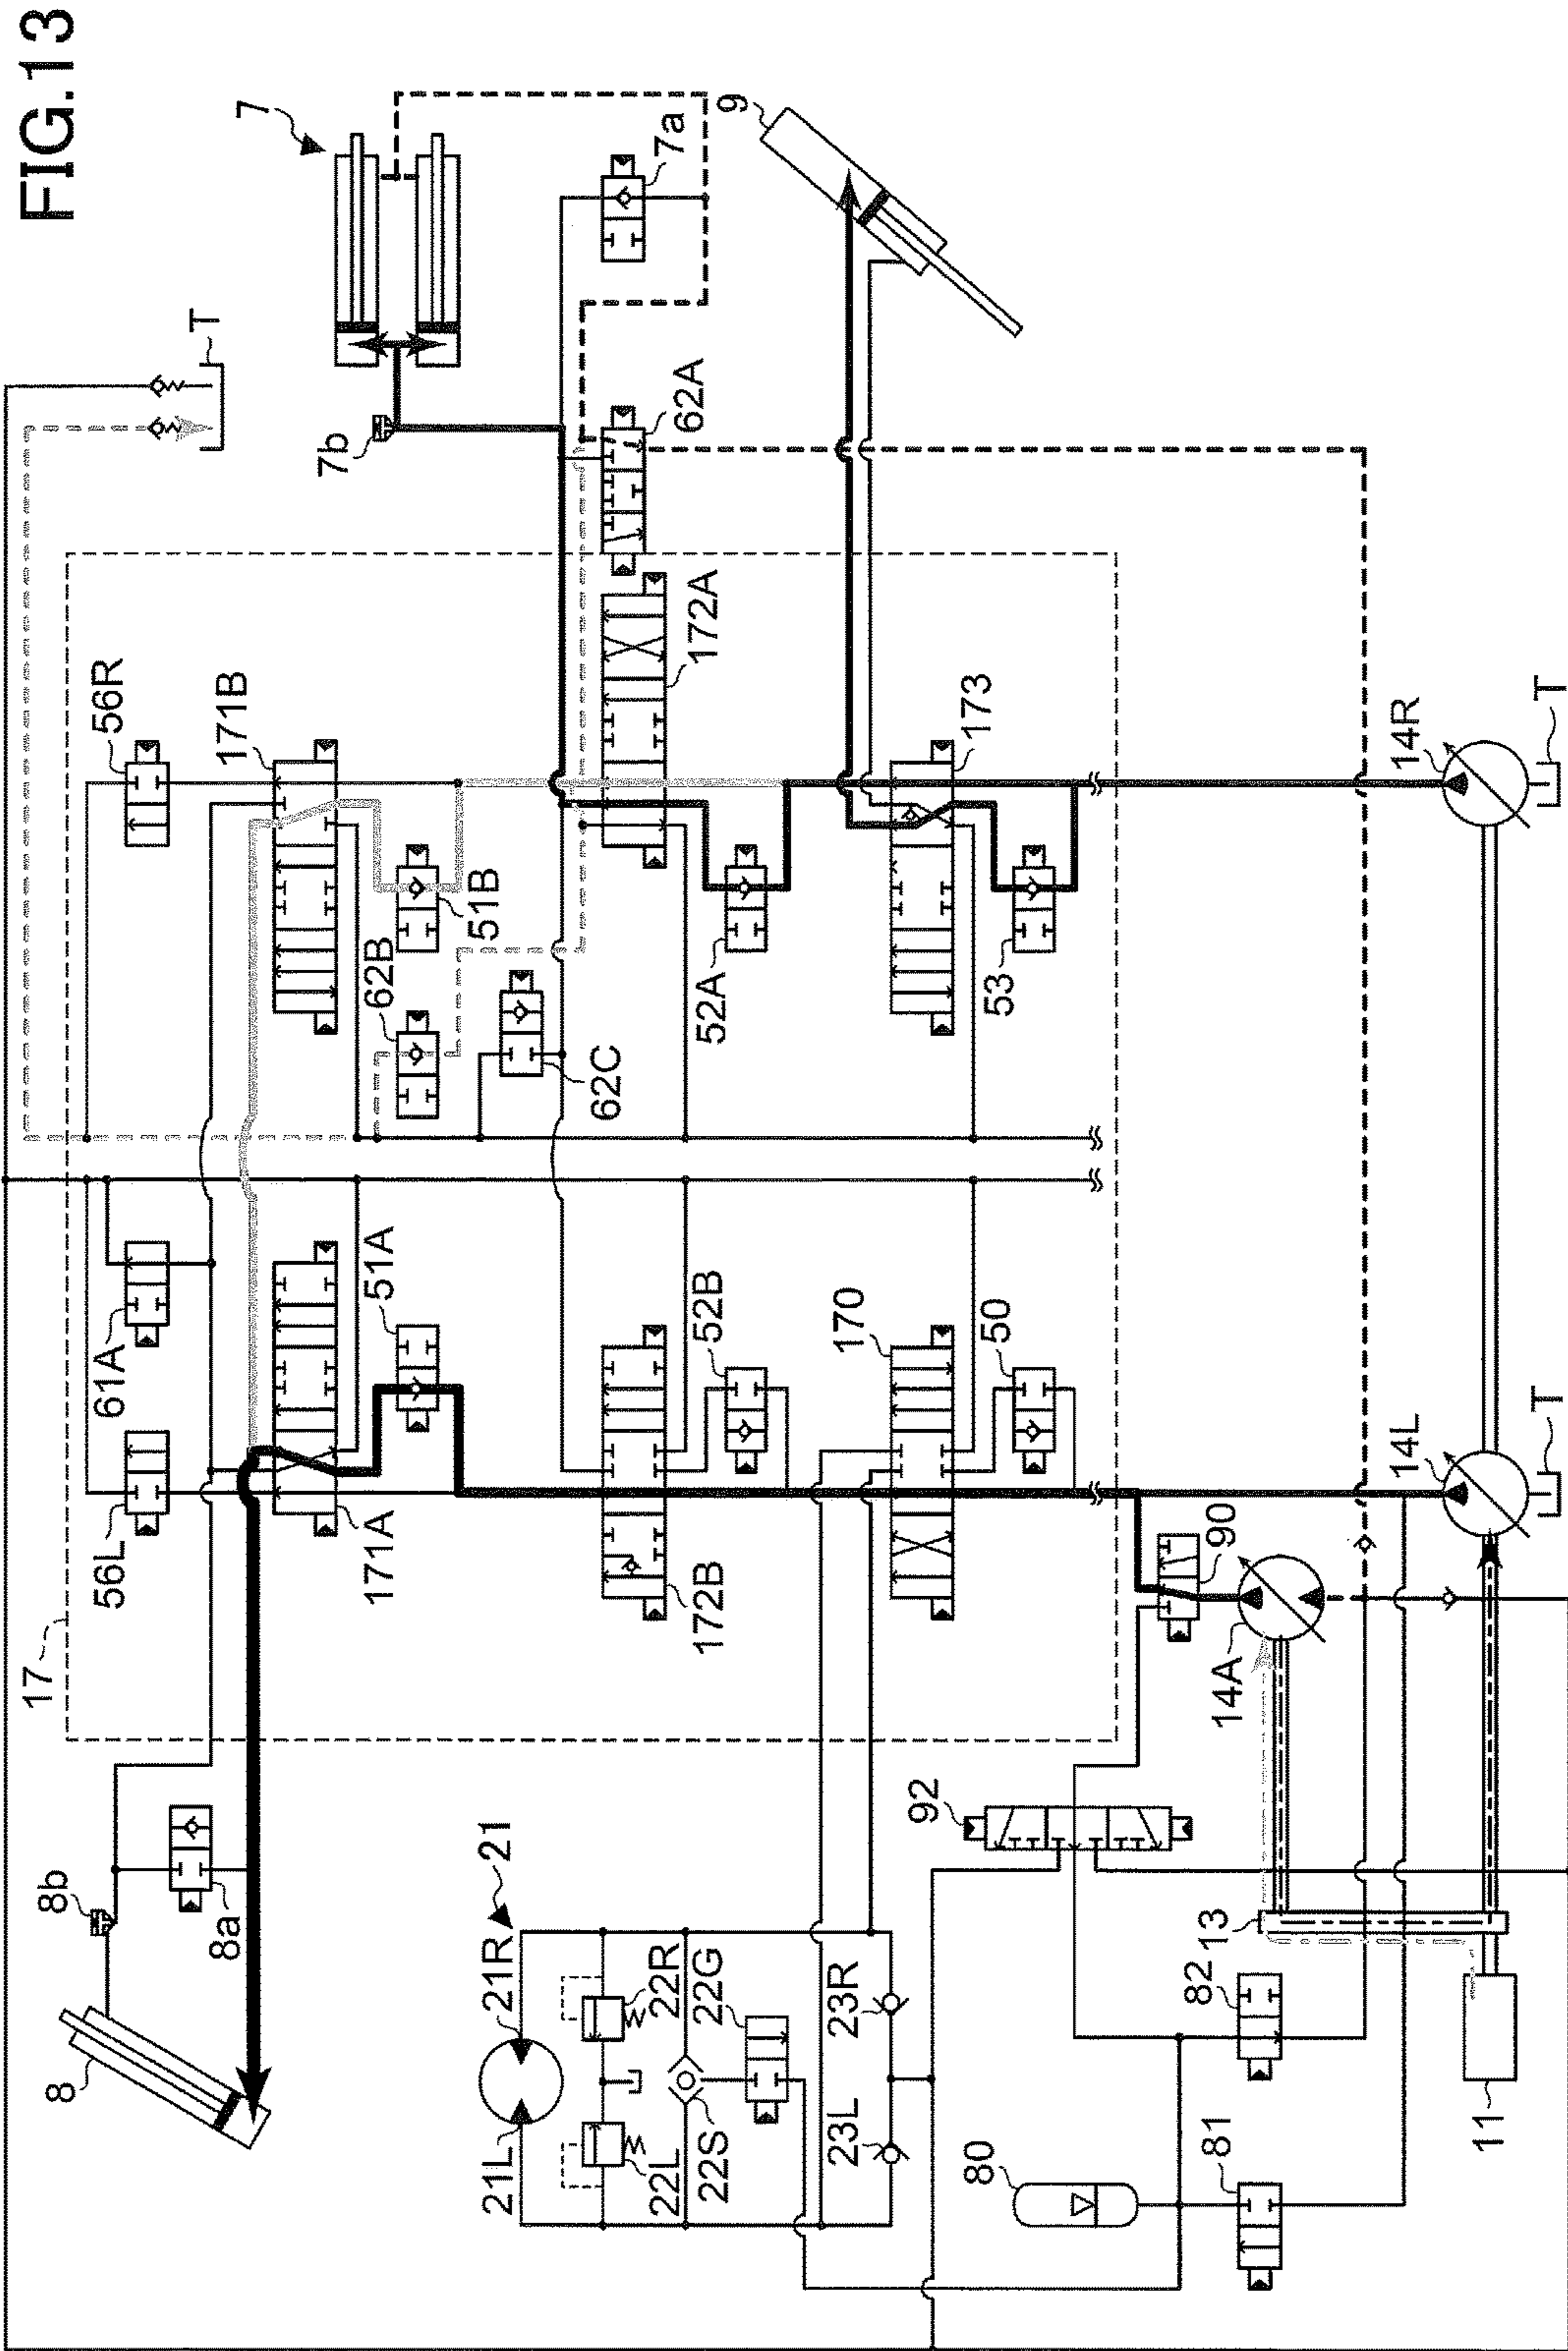 FIG.13
7
T
7b
7a
9
62A
56R
171B
172A
62B
51B
62C
52A
173
53
14R
T
61A
51A
56L
171A
52B
172B
170
50
14L
T
90
14A
17
8b
8a
8
92
21
21R
22R
22G
21L
22L
22S
23R
23L
13
82
80
81
11